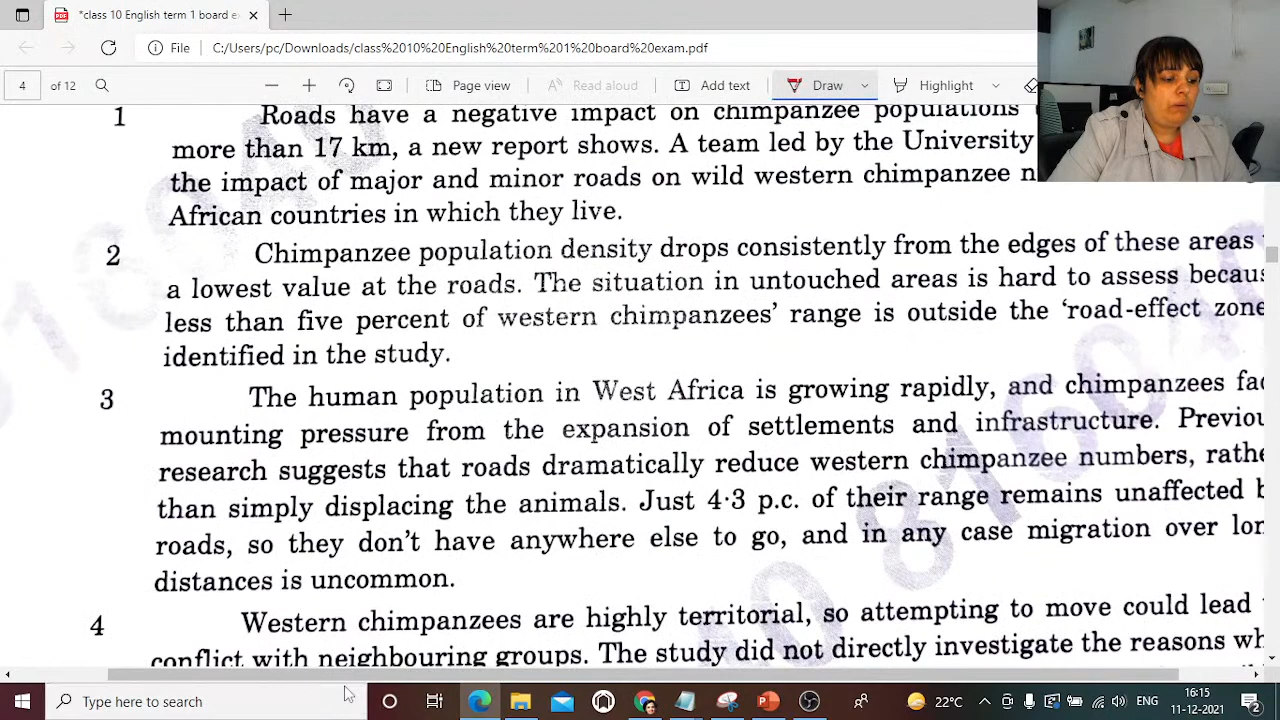 *class 10 English term 1 board e
File C:/Users/pc/Downloads/class%2010%20English%20term%201%20board%20exam.pdf
4 of 12 Page view Read aloud Add text Draw Highlight
1 Roads have a negative impact on chimpanzee populations
more than 17 km, a new report shows. A team led by the University
the impact of major and minor roads on wild western chimpanzee n
African countries in which they live.
2 Chimpanzee population density drops consistently from the edges of these areas
a lowest value at the roads. The situation in untouched areas is hard to assess becaus
less than five percent of western chimpanzees' range is outside the 'road-effect zone
identified in the study.
3 The human population in West Africa is growing rapidly, and chimpanzees fac
mounting pressure from the expansion of settlements and infrastructure. Previou
research suggests that roads dramatically reduce western chimpanzee numbers, rathe
than simply displacing the animals. Just 4·3 p.c. of their range remains unaffected b
roads, so they don't have anywhere else to go, and in any case migration over lon
distances is uncommon.
4 Western chimpanzees are highly territorial, so attempting to move could lead
conflict with neighbouring groups. The study did not directly investigate the reasons wh
Type here to search
22°C ENG 16:15
11-12-2021